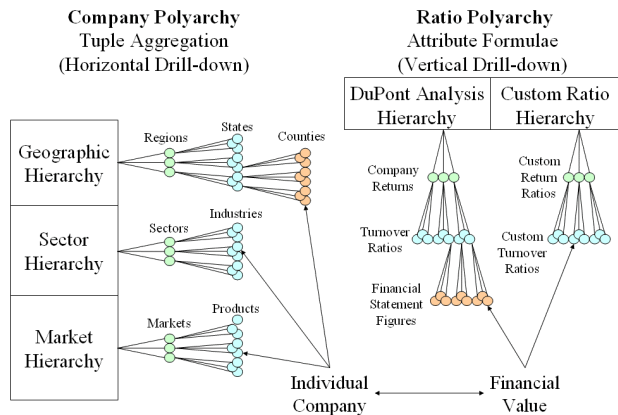 Company Polyarchy
Tuple Aggregation
(Horizontal Drill-down)
Ratio Polyarchy
Attribute Formulae
(Vertical Drill-down)
DuPont Analysis
Hierarchy
Custom Ratio
Hierarchy
Geographic
Hierarchy
Regions
States
Counties
Sector
Hierarchy
Sectors
Industries
Market
Hierarchy
Markets
Products
Company
Returns
Turnover
Ratios
Financial
Statement
Figures
Custom
Return
Ratios
Custom
Turnover
Ratios
Individual
Company
Financial
Value